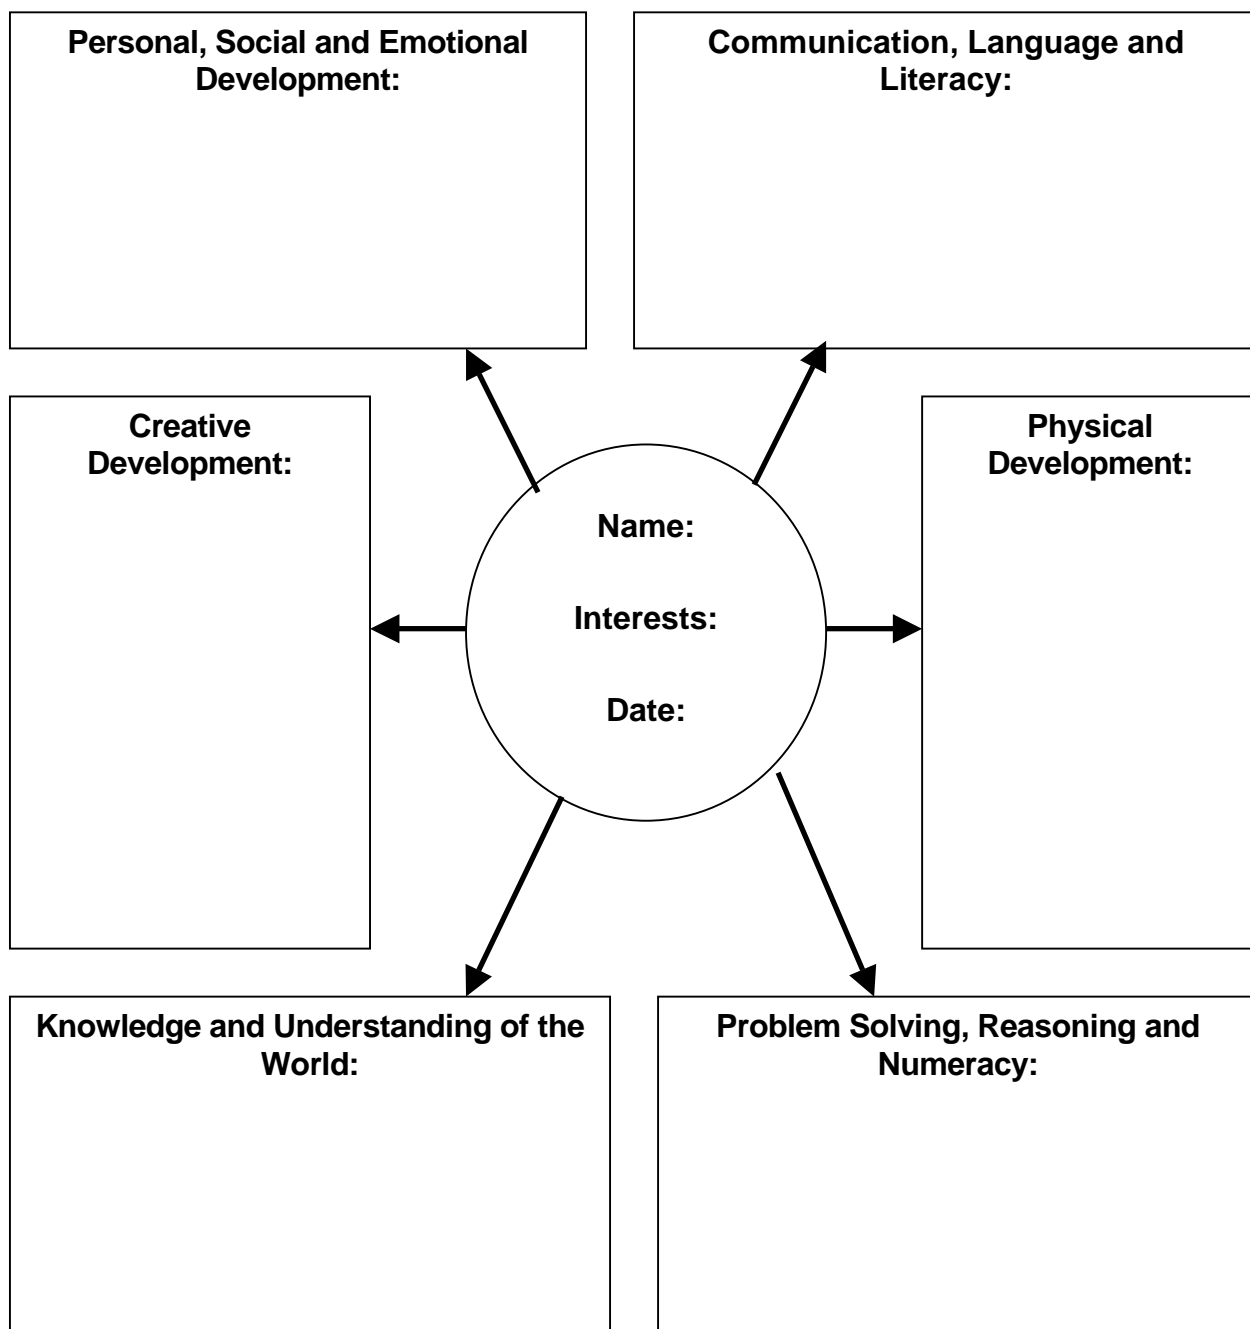 Personal, Social and Emotional
Development:
Communication, Language and
Literacy:
Creative
Development:
Name:
Interests:
Date:
Physical
Development:
Knowledge and Understanding of the
World:
Problem Solving, Reasoning and
Numeracy: